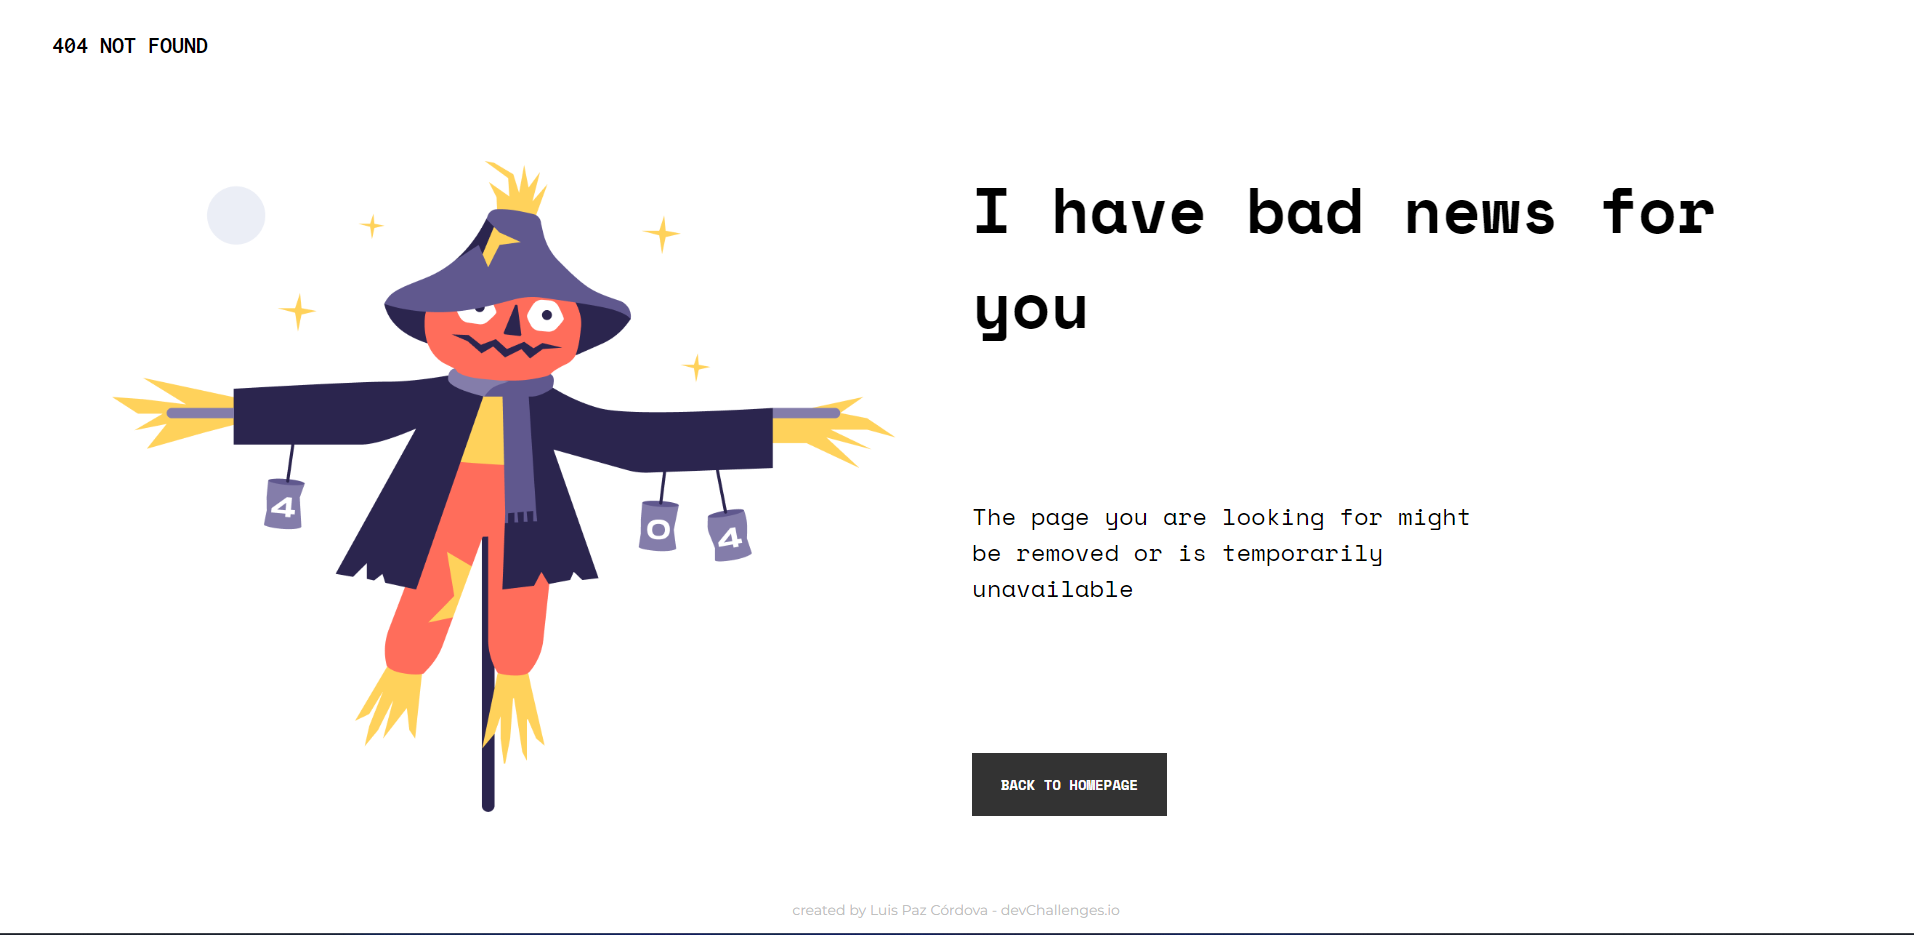 404 NOT FOUND
I have bad news for
you
4
0
4
The page you are looking for might
be removed or is temporarily
unavailable
BACK TO HOMEPAGE
created by Luis Paz Córdova - devChallenges.io